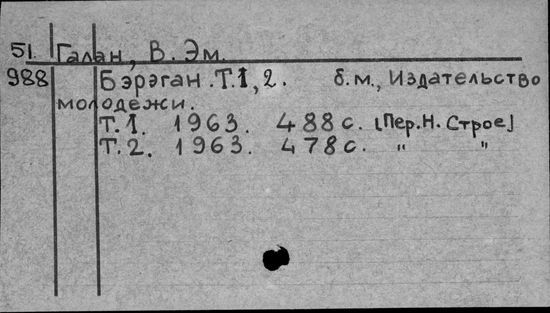 51 Галан, В. Эм.
988 Бэрэган. Т. 1, 2. б. м., Издательство
молодежи.
Т. 1. 1963. 488 с. [Пер. Н. Строе]
Т. 2. 1963. 478 с. " "